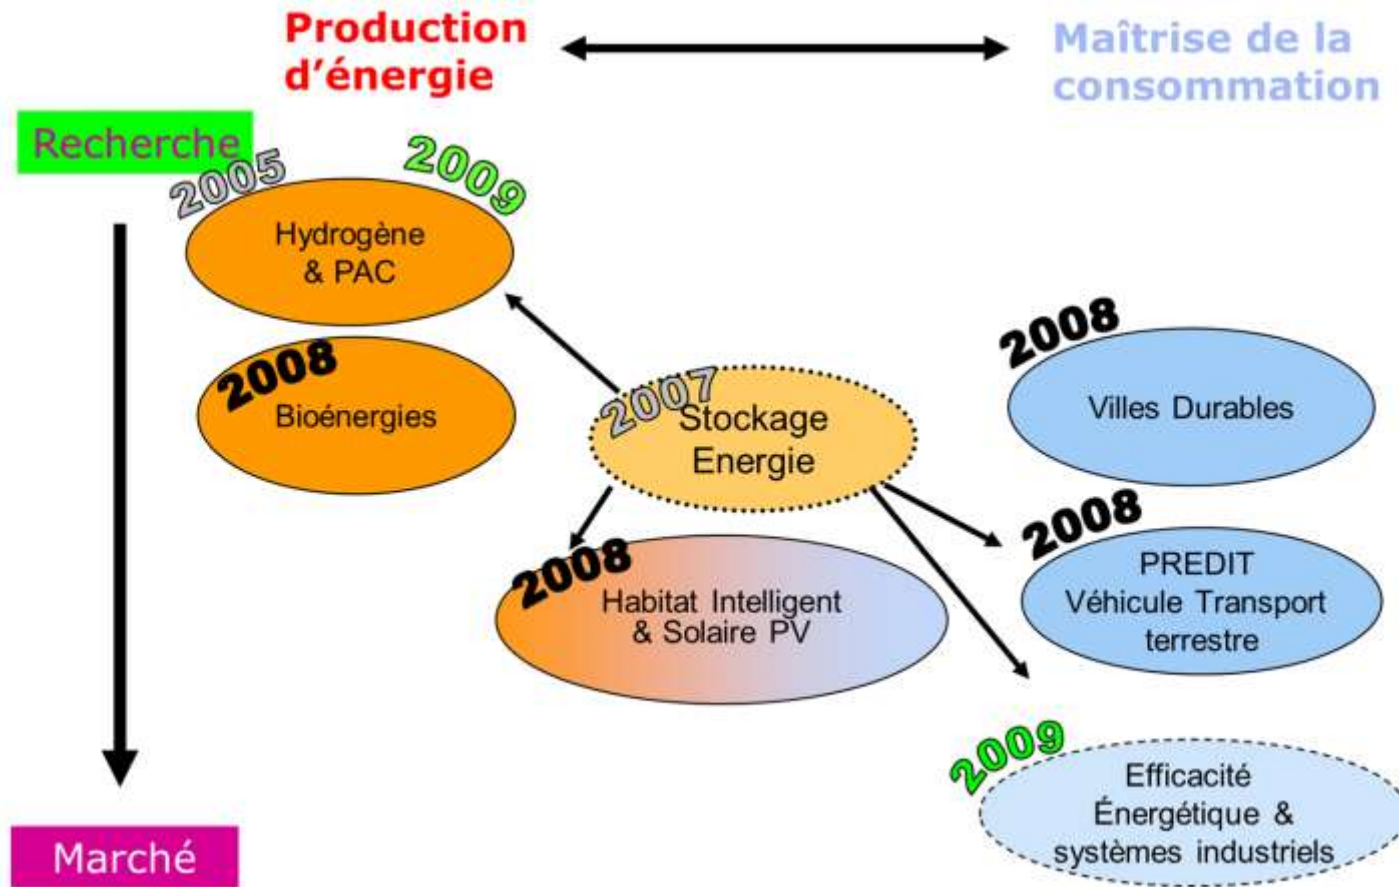 Production
d'énergie
Maîtrise de la
consommation
Recherche
2005
2009
Hydrogène
& PAC
2008
Bioénergies
2007
Stockage
Energie
2008
Villes Durables
2008
Habitat Intelligent
& Solaire PV
2008
PREDIT
Véhicule Transport
terrestre
2009
Efficacité
Énergétique &
systèmes industriels
Marché